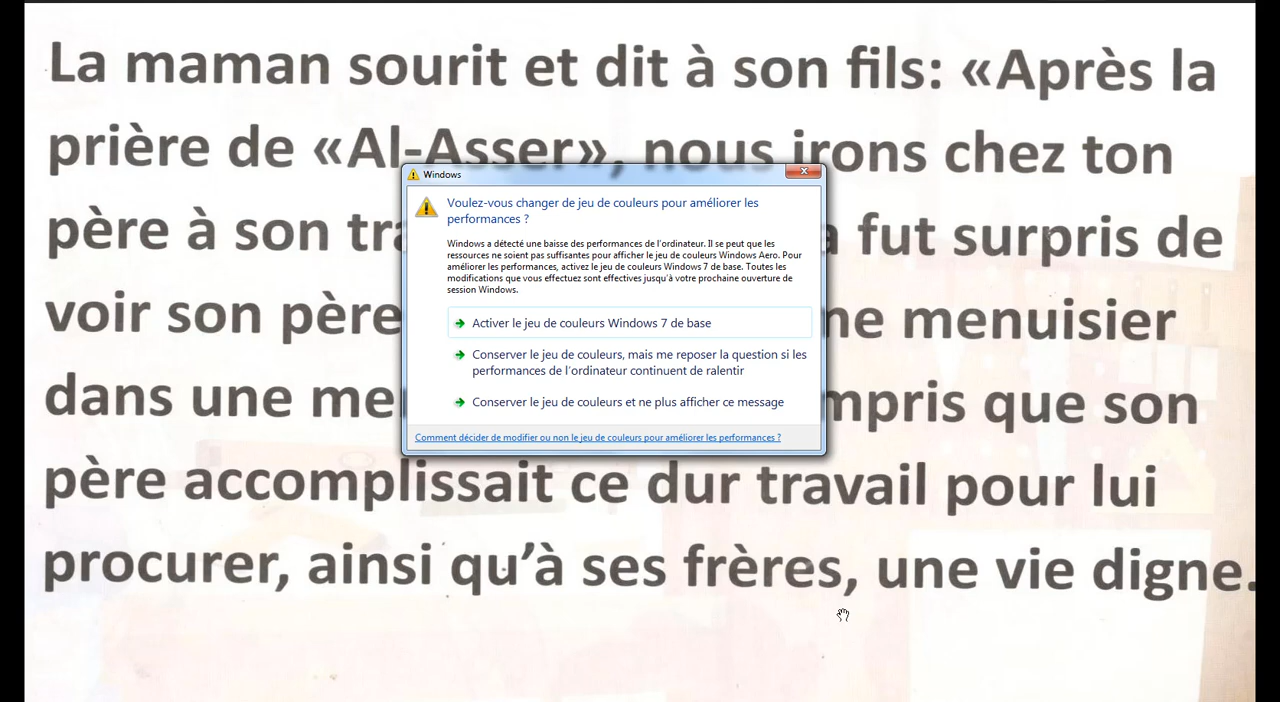 La maman sourit et dit à son fils: «Après la
prière de «Al-Asser», nous irons chez ton
père à son fut surpris de
voir son père menuisier
dans une que son
père accomplissait ce dur travail pour lui
procurer, ainsi qu’à ses frères, une vie digne.
Windows
Voulez-vous changer de jeu de couleurs pour améliorer les
performances ?
Windows a détecté une baisse des performances de l’ordinateur. Il se peut que les
ressources ne soient pas suffisantes pour afficher le jeu de couleurs Windows Aero. Pour
améliorer les performances, activez le jeu de couleurs Windows 7 de base. Toutes les
modifications que vous effectuez sont effectives jusqu’à votre prochaine ouverture de
session Windows.
Activer le jeu de couleurs Windows 7 de base
Conserver le jeu de couleurs, mais me reposer la question si les
performances de l’ordinateur continuent de ralentir
Conserver le jeu de couleurs et ne plus afficher ce message
Comment décider de modifier ou non le jeu de couleurs pour améliorer les performances ?